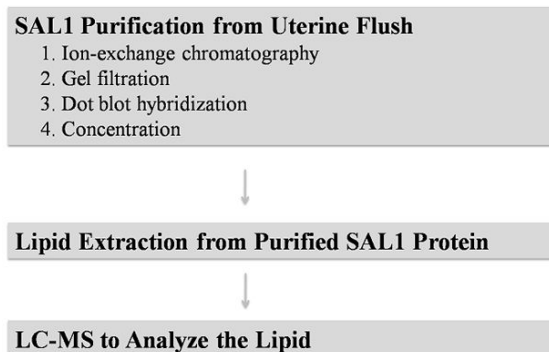 SAL1 Purification from Uterine Flush
1. Ion-exchange chromatography
2. Gel filtration
3. Dot blot hybridization
4. Concentration
Lipid Extraction from Purified SAL1 Protein
LC-MS to Analyze the Lipid